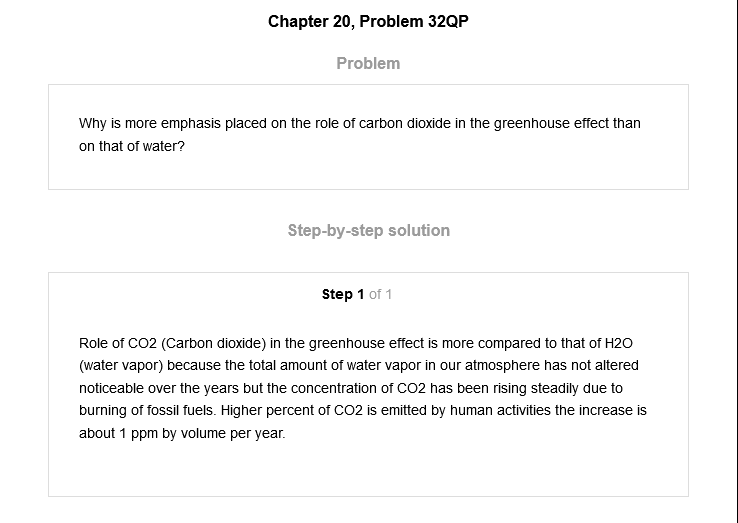 Chapter 20, Problem 32QP
Problem
Why is more emphasis placed on the role of carbon dioxide in the greenhouse effect than
on that of water?
Step-by-step solution
Step 1 of 1
Role of CO2 (Carbon dioxide) in the greenhouse effect is more compared to that of H2O
(water vapor) because the total amount of water vapor in our atmosphere has not altered
noticeable over the years but the concentration of CO2 has been rising steadily due to
burning of fossil fuels. Higher percent of CO2 is emitted by human activities the increase is
about 1 ppm by volume per year.